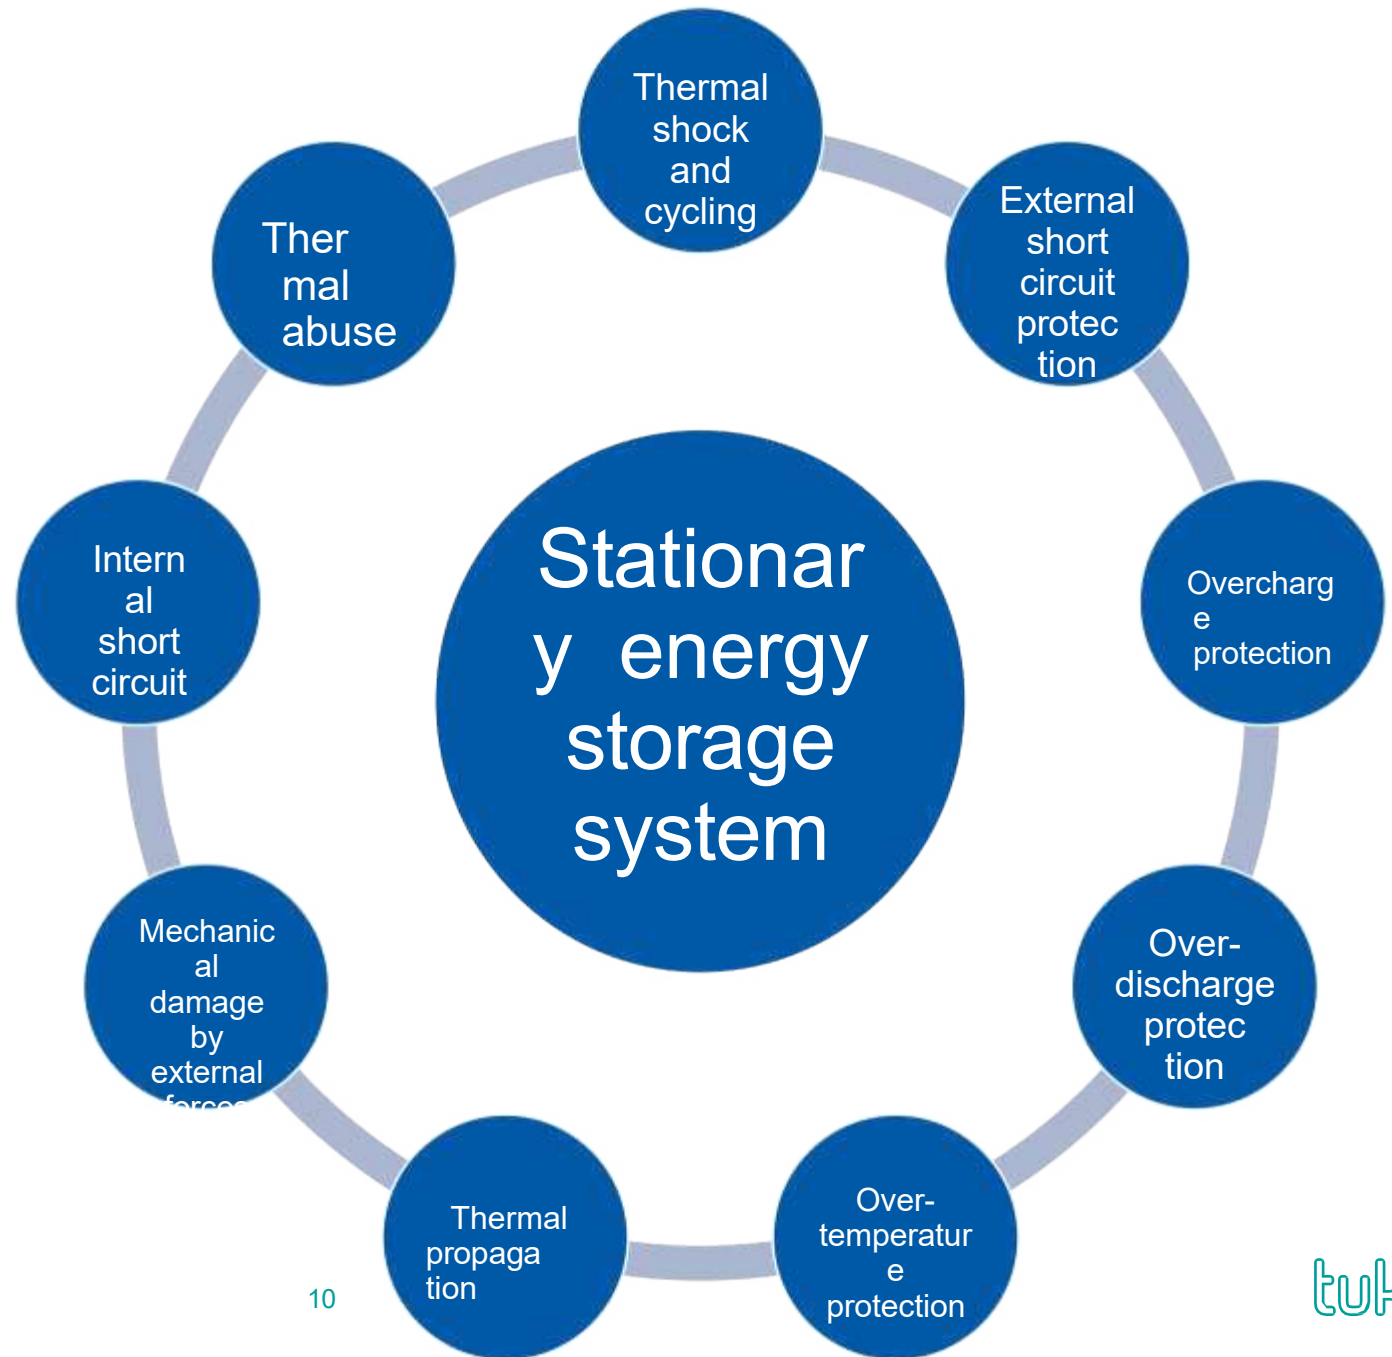 Thermal
shock
and
cycling
External
short
circuit
protec
tion
Overcharg
e
protection
Over-
discharge
protec
tion
Over-
temperatur
e
protection
Thermal
propaga
tion
Mechanic
al
damage
by
external
forces
Intern
al
short
circuit
Ther
mal
abuse
Stationar
y energy
storage
system
10